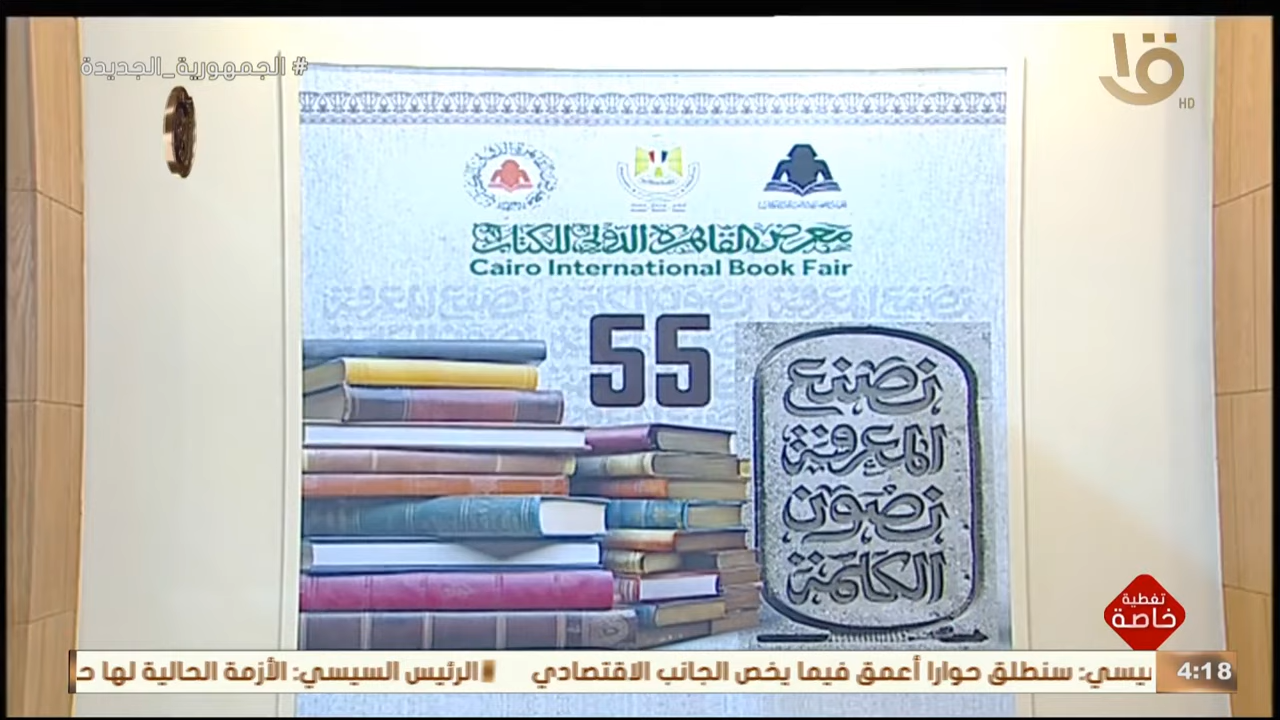 #الجمهورية_الجديدة
HD
معرض القاهرة الدولي للكتاب
Cairo International Book Fair
55
نصنع
المعرفة
نصون
الكلمة
تغطية
خاصة
4:18
يسي: سنطلق حوارا أعمق فيما يخص الجانب الاقتصادي
الرئيس السيسي: الأزمة الحالية لها